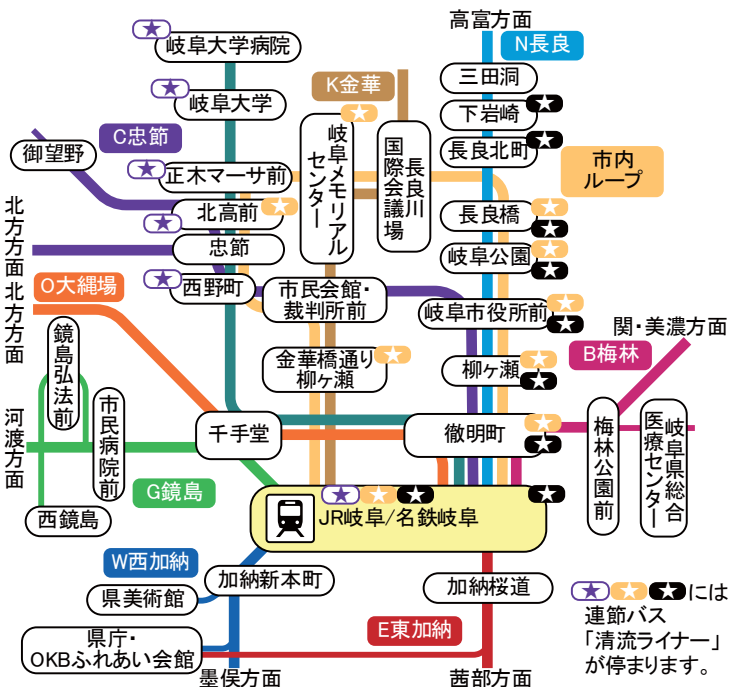 高富方面
N長良
岐阜大学病院
三田洞
K金華
岐阜大学
下岩崎
C忠節
長良北町
御望野
岐阜メモリアル
センター
長良川
国際会議場
市内
ループ
正木マーサ前
北方方面
北高前
長良橋
忠節
岐阜公園
北方方面
O大縄場
西野町
市民会館・
裁判所前
岐阜市役所前
関・美濃方面
鏡島弘法前
B梅林
金華橋通り
柳ヶ瀬
柳ヶ瀬
市民病院前
河渡方面
千手堂
徹明町
梅林公園前
岐阜県総合
医療センター
G鏡島
西鏡島
JR岐阜/名鉄岐阜
W西加納
加納新本町
加納桜道
県美術館
には
連節バス
「清流ライナー」
が停まります。
E東加納
県庁・
OKBふれあい会館
墨俣方面
茜部方面